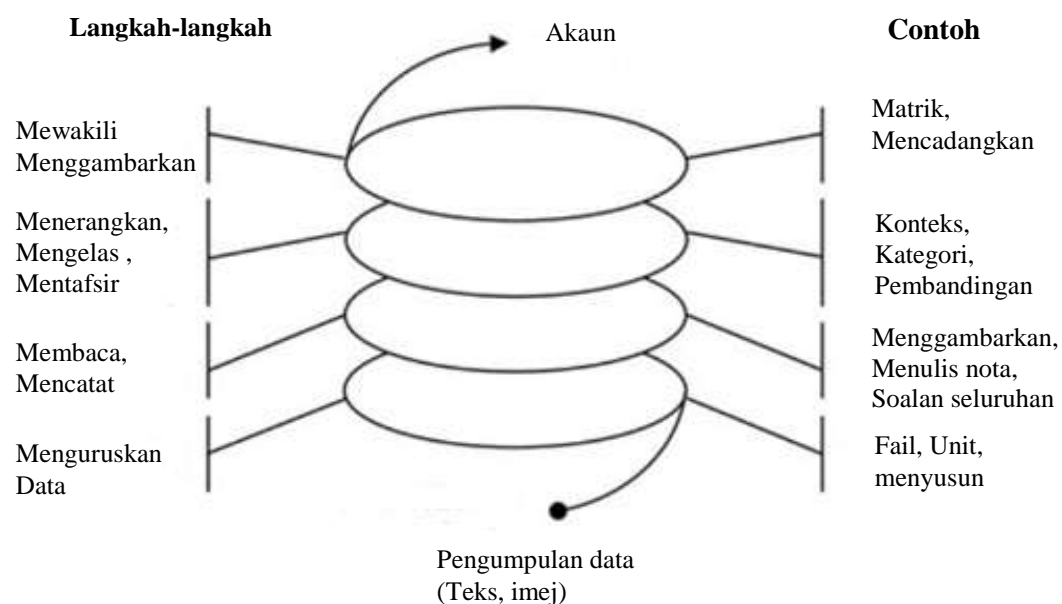 Langkah-langkah
Akaun
Contoh
Mewakili
Menggambarkan
Matrik,
Mencadangkan
Menerangkan,
Mengelas ,
Mentafsir
Konteks,
Kategori,
Pembandingan
Membaca,
Mencatat
Menggambarkan,
Menulis nota,
Soalan seluruhan
Menguruskan
Data
Fail, Unit,
menyusun
Pengumpulan data
(Teks, imej)